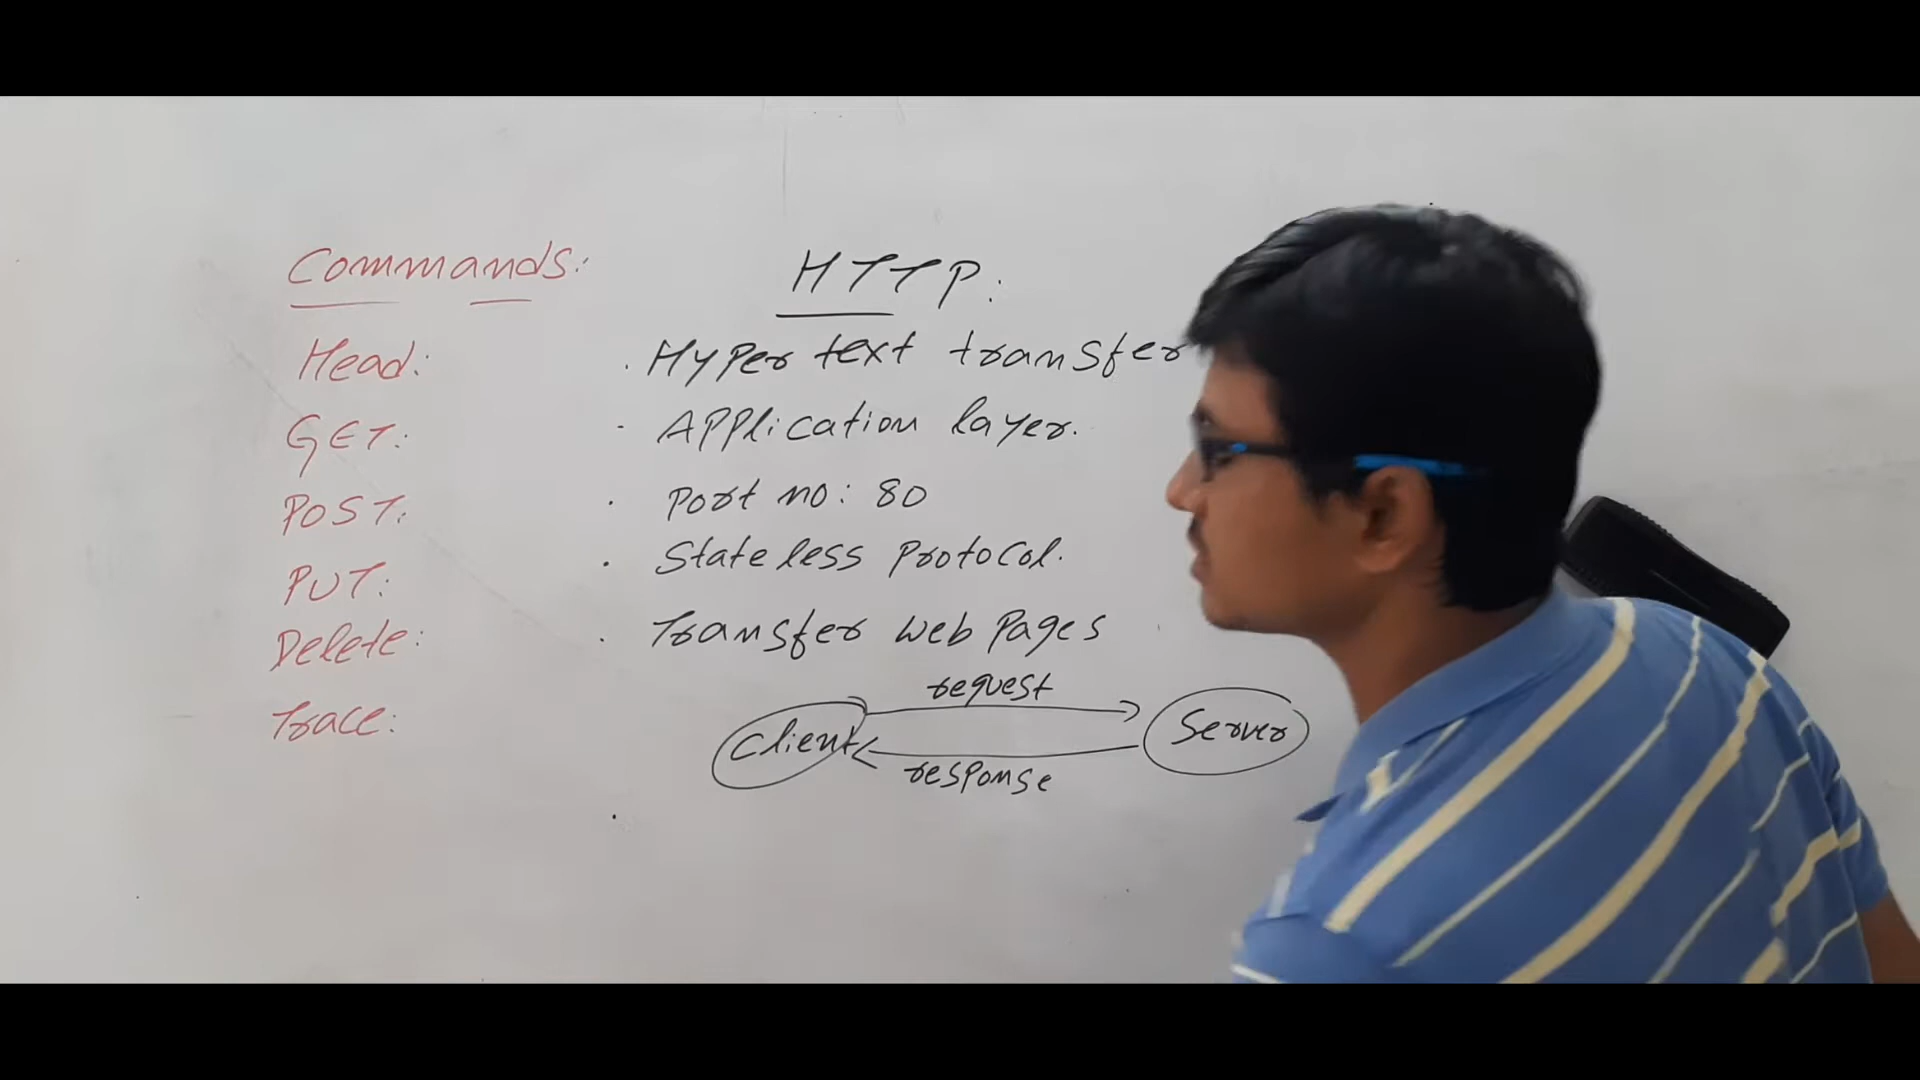 Commands:
Head:
GET:
POST:
PUT:
Delete:
Trace:
HTTP:
. Hyper text transfer
. Application layer.
. Port no: 80
. Stateless Protocol.
. Transfer web Pages
request
Client
Server
response